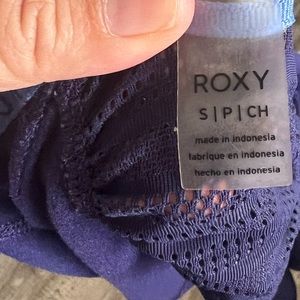 ROXY
S|P|CH
made in indonesia
fabrique en indonesia
hecho en indonesia